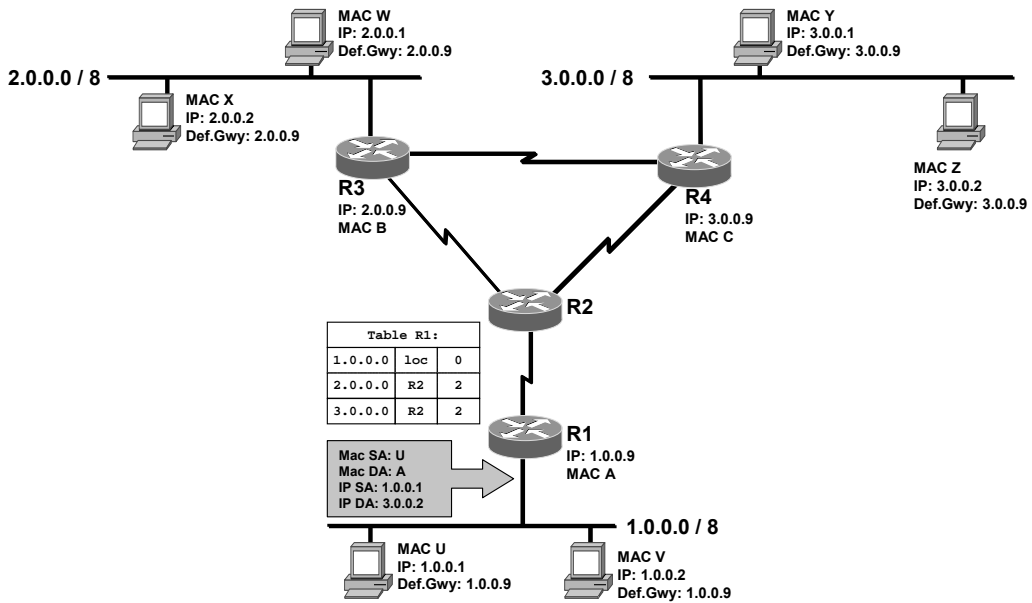 MAC W
IP: 2.0.0.1
Def.Gwy: 2.0.0.9
MAC Y
IP: 3.0.0.1
Def.Gwy: 3.0.0.9
2.0.0.0 / 8
3.0.0.0 / 8
MAC X
IP: 2.0.0.2
Def.Gwy: 2.0.0.9
MAC Z
IP: 3.0.0.2
Def.Gwy: 3.0.0.9
R3
IP: 2.0.0.9
MAC B
R4
IP: 3.0.0.9
MAC C
R2
Table R1:
1.0.0.0 loc 0
2.0.0.0 R2 2
3.0.0.0 R2 2
R1
IP: 1.0.0.9
MAC A
Mac SA: U
Mac DA: A
IP SA: 1.0.0.1
IP DA: 3.0.0.2
1.0.0.0 / 8
MAC U
IP: 1.0.0.1
Def.Gwy: 1.0.0.9
MAC V
IP: 1.0.0.2
Def.Gwy: 1.0.0.9